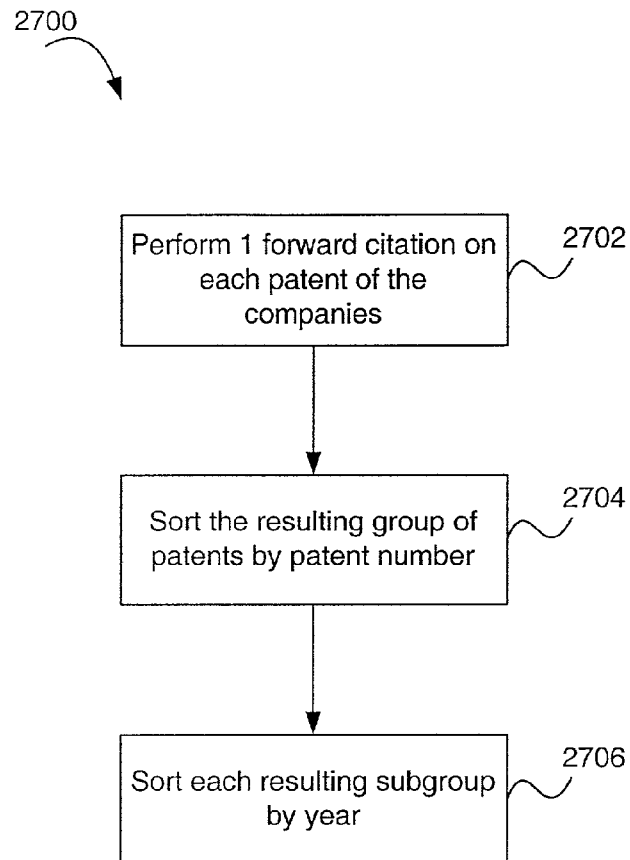 2700
Perform 1 forward citation on
each patent of the
companies
2702
Sort the resulting group of
patents by patent number
2704
Sort each resulting subgroup
by year
2706